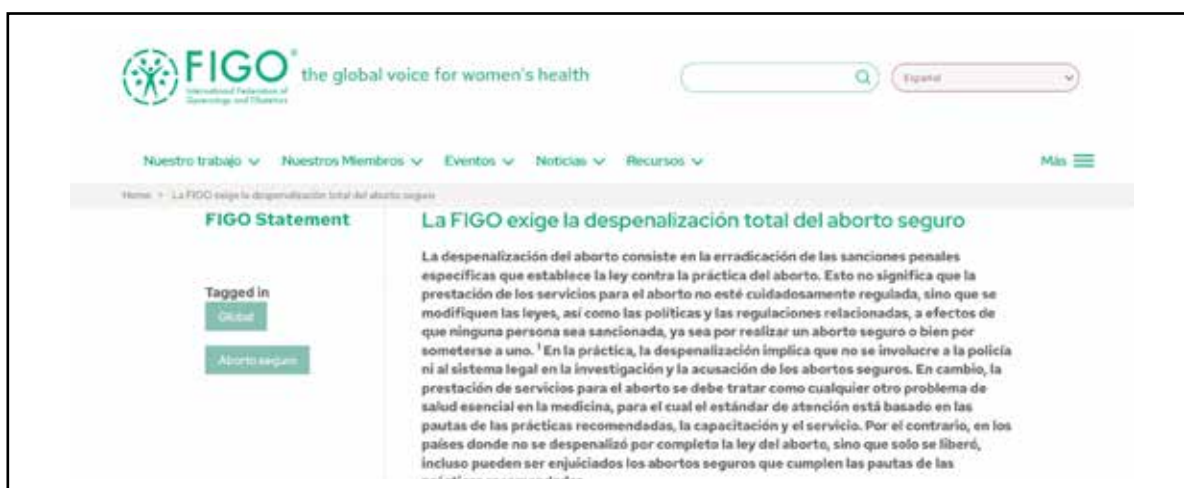 FIGO® the global voice for women's health
International Federation of
Gynecology and Obstetrics
Español
Nuestro trabajo
Nuestros Miembros
Eventos
Noticias
Recursos
Más
Home > La FIGO exige la despenalización total del aborto seguro
FIGO Statement
Tagged in
Global
Aborto seguro
La FIGO exige la despenalización total del aborto seguro
La despenalización del aborto consiste en la erradicación de las sanciones penales
específicas que establece la ley contra la práctica del aborto. Esto no significa que la
prestación de los servicios para el aborto no esté cuidadosamente regulada, sino que se
modifiquen las leyes, así como las políticas y las regulaciones relacionadas, a efectos de
que ninguna persona sea sancionada, ya sea por realizar un aborto seguro o bien por
someterse a uno. ¹ En la práctica, la despenalización implica que no se involucre a la policía
ni al sistema legal en la investigación y la acusación de los abortos seguros. En cambio, la
prestación de servicios para el aborto se debe tratar como cualquier otro problema de
salud esencial en la medicina, para el cual el estándar de atención está basado en las
pautas de las prácticas recomendadas, la capacitación y el servicio. Por el contrario, en los
países donde no se despenalizó por completo la ley del aborto, sino que solo se liberó,
incluso pueden ser enjuiciados los abortos seguros que cumplen las pautas de las